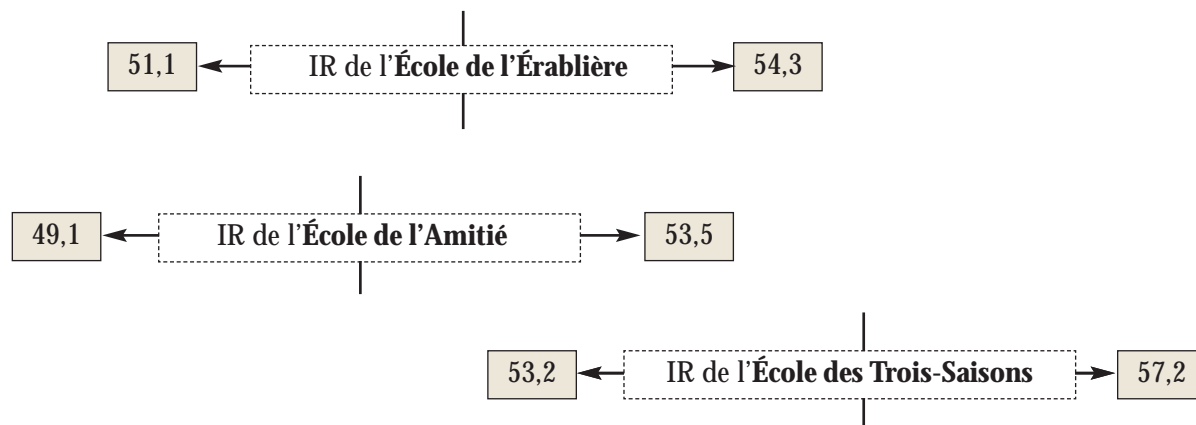 51,1 IR de l'École de l'Érablière 54,3
49,1 IR de l'École de l'Amitié 53,5
53,2 IR de l'École des Trois-Saisons 57,2